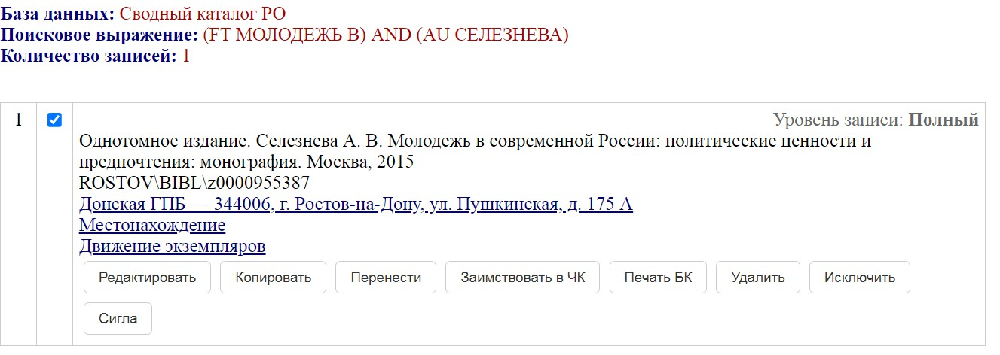 База данных: Сводный каталог РО
Поисковое выражение: (FT МОЛОДЕЖЬ В) AND (AU СЕЛЕЗНЕВА)
Количество записей: 1
1
Уровень записи: Полный
Однотомное издание. Селезнева А. В. Молодежь в современной России: политические ценности и
предпочтения: монография. Москва, 2015
ROSTOV\BIBL\z0000955387
Донская ГПБ — 344006, г. Ростов-на-Дону, ул. Пушкинская, д. 175 А
Местонахождение
Движение экземпляров
Редактировать Копировать Перенести Заимствовать в ЧК Печать БК Удалить Исключить
Сигла